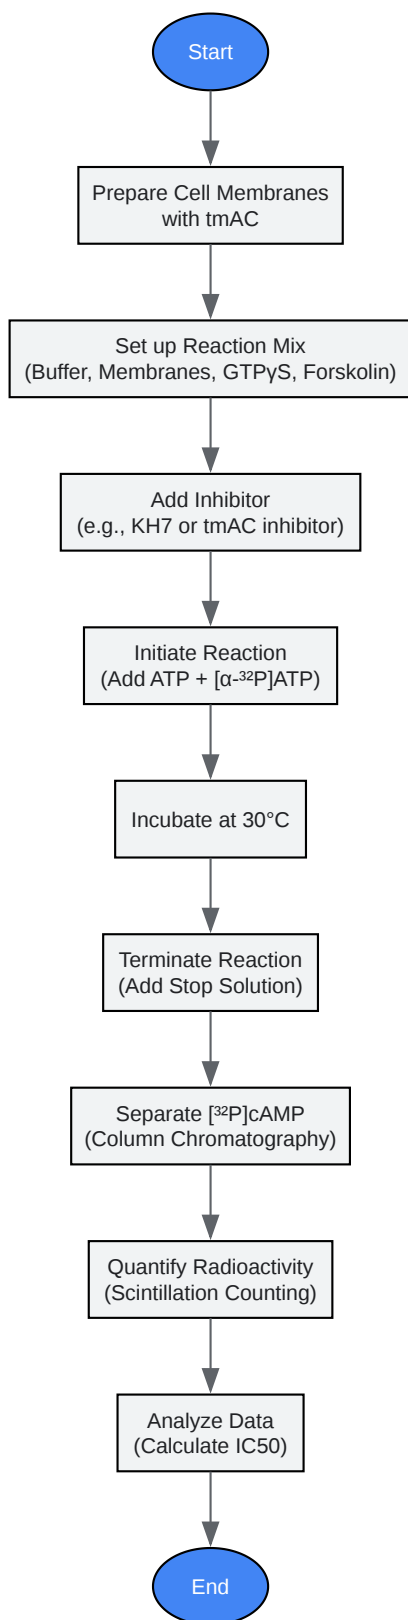 Start
Prepare Cell Membranes
with tmAC
Set up Reaction Mix
(Buffer, Membranes, GTPγS, Forskolin)
Add Inhibitor
(e.g., KH7 or tmAC inhibitor)
Initiate Reaction
(Add ATP + [α-³²P]ATP)
Incubate at 30°C
Terminate Reaction
(Add Stop Solution)
Separate [³²P]cAMP
(Column Chromatography)
Quantify Radioactivity
(Scintillation Counting)
Analyze Data
(Calculate IC50)
End